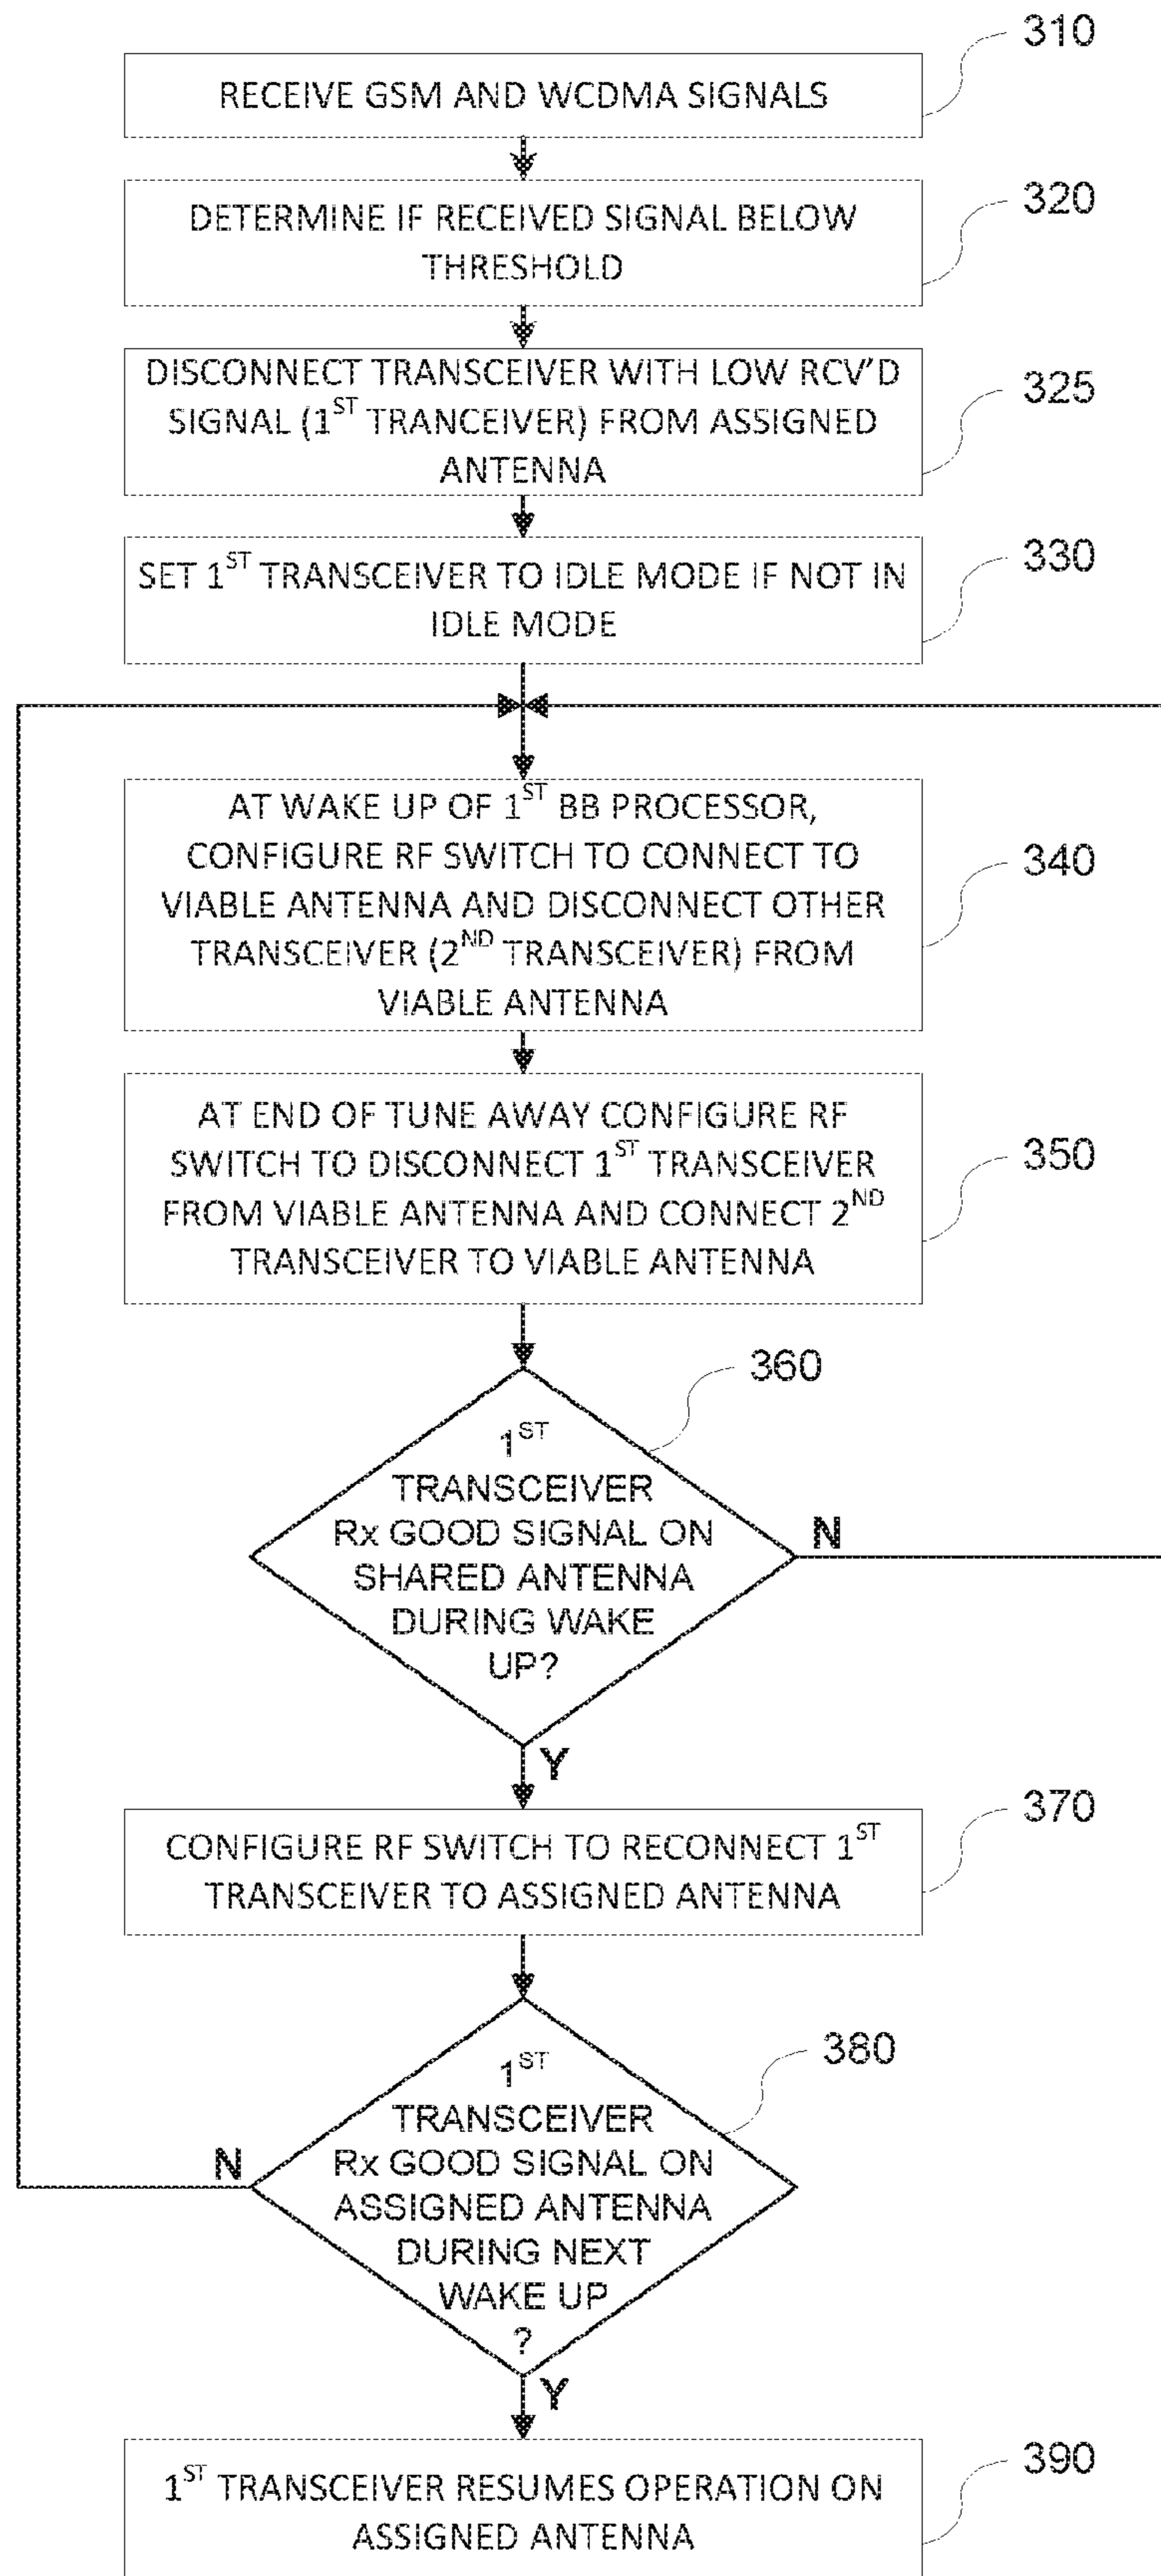 310
RECEIVE GSM AND WCDMA SIGNALS
320
DETERMINE IF RECEIVED SIGNAL BELOW
THRESHOLD
325
DISCONNECT TRANSCEIVER WITH LOW RCV'D
SIGNAL (1ST TRANCEIVER) FROM ASSIGNED
ANTENNA
330
SET 1ST TRANSCEIVER TO IDLE MODE IF NOT IN
IDLE MODE
340
AT WAKE UP OF 1ST BB PROCESSOR,
CONFIGURE RF SWITCH TO CONNECT TO
VIABLE ANTENNA AND DISCONNECT OTHER
TRANSCEIVER (2ND TRANSCEIVER) FROM
VIABLE ANTENNA
350
AT END OF TUNE AWAY CONFIGURE RF
SWITCH TO DISCONNECT 1ST TRANSCEIVER
FROM VIABLE ANTENNA AND CONNECT 2ND
TRANSCEIVER TO VIABLE ANTENNA
360
1ST
TRANSCEIVER
Rx GOOD SIGNAL ON
SHARED ANTENNA
DURING WAKE
UP?
N
Y
370
CONFIGURE RF SWITCH TO RECONNECT 1ST
TRANSCEIVER TO ASSIGNED ANTENNA
380
1ST
TRANSCEIVER
Rx GOOD SIGNAL ON
ASSIGNED ANTENNA
DURING NEXT
WAKE UP
?
N
Y
390
1ST TRANSCEIVER RESUMES OPERATION ON
ASSIGNED ANTENNA